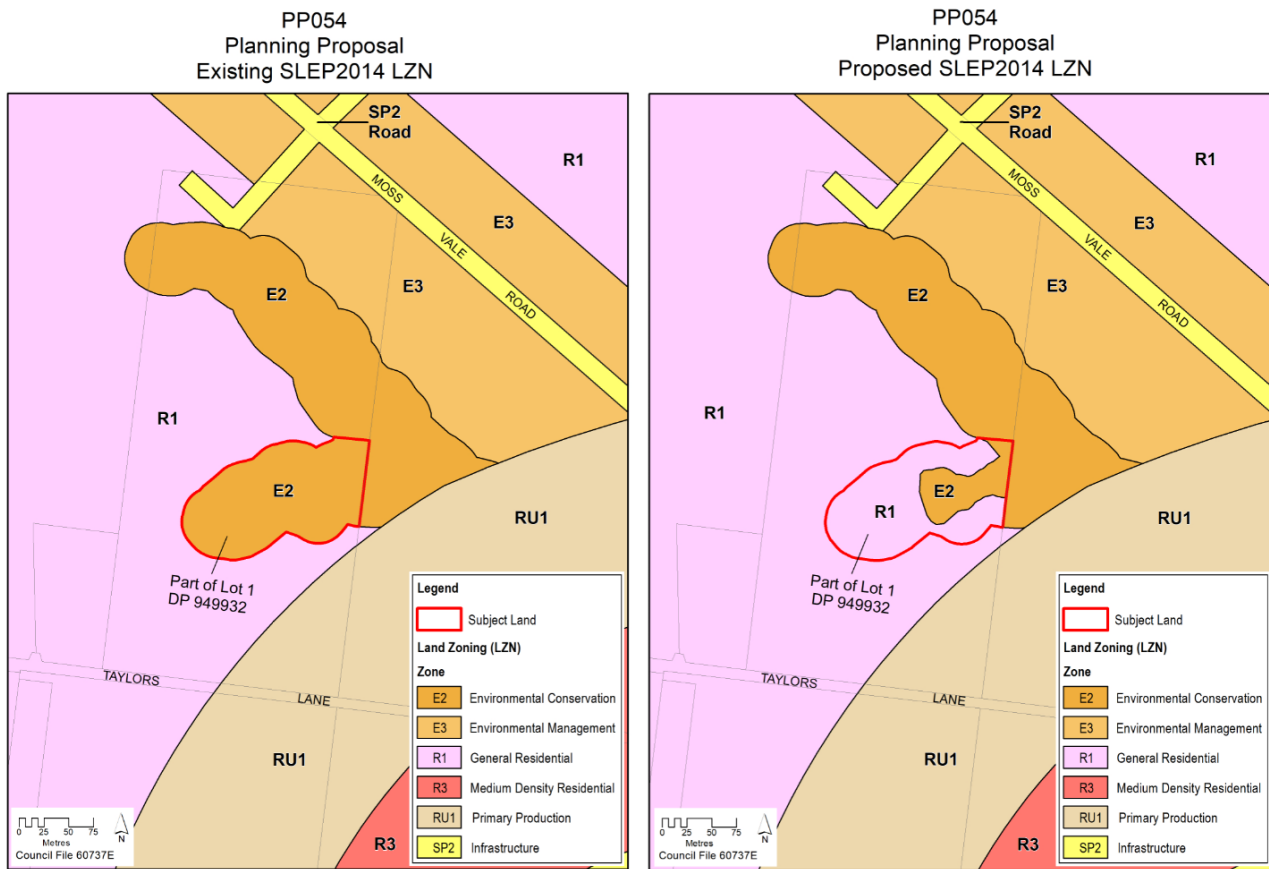 PP054
Planning Proposal
Existing SLEP2014 LZN
SP2
Road
R1
MOSS
VALE
ROAD
E3
E2
E3
R1
E2
RU1
Part of Lot 1
DP 949932
TAYLORS
LANE
RU1
R3
0 25 50 75
Metres
Council File 60737E
N
Legend
Subject Land
Land Zoning (LZN)
Zone
E2 Environmental Conservation
E3 Environmental Management
R1 General Residential
R3 Medium Density Residential
RU1 Primary Production
SP2 Infrastructure
PP054
Planning Proposal
Proposed SLEP2014 LZN
SP2
Road
R1
MOSS
VALE
ROAD
E3
E2
E3
R1
E2
R1
RU1
Part of Lot 1
DP 949932
TAYLORS
LANE
RU1
R3
0 25 50 75
Metres
Council File 60737E
N
Legend
Subject Land
Land Zoning (LZN)
Zone
E2 Environmental Conservation
E3 Environmental Management
R1 General Residential
R3 Medium Density Residential
RU1 Primary Production
SP2 Infrastructure